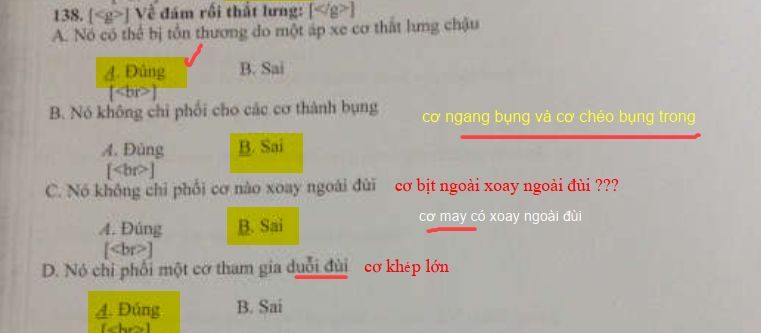 138. [<g>] Về đám rối thắt lưng: [</g>]
A. Nó có thể bị tổn thương do một áp xe cơ thắt lưng chậu
A. Đúng B. Sai
[<br>]
B. Nó không chi phối cho các cơ thành bụng cơ ngang bụng và cơ chéo bụng trong
A. Đúng B. Sai
[<br>]
C. Nó không chi phối cơ nào xoay ngoài đùi cơ bịt ngoài xoay ngoài đùi ???
A. Đúng B. Sai cơ may có xoay ngoài đùi
[<br>]
D. Nó chi phối một cơ tham gia duỗi đùi cơ khép lớn
A. Đúng B. Sai
[<br>]